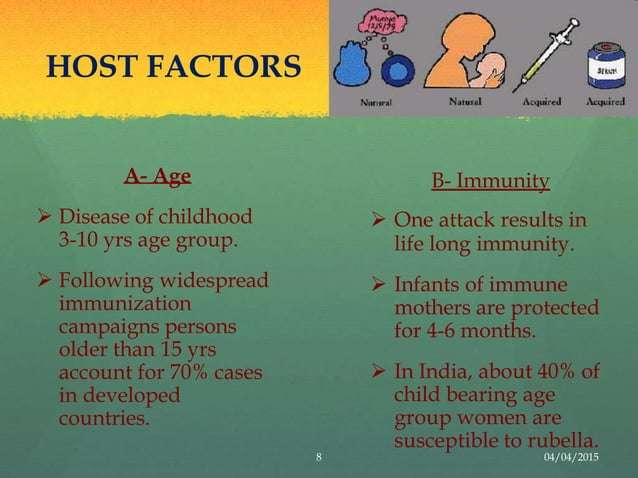 HOST FACTORS
12/5/79
Natural
Natural
Acquired
SERUM
Acquired
A- Age
➢ Disease of childhood
3-10 yrs age group.
➢ Following widespread
immunization
campaigns persons
older than 15 yrs
account for 70% cases
in developed
countries.
B- Immunity
➢ One attack results in
life long immunity.
➢ Infants of immune
mothers are protected
for 4-6 months.
➢ In India, about 40% of
child bearing age
group women are
susceptible to rubella.
8
04/04/2015